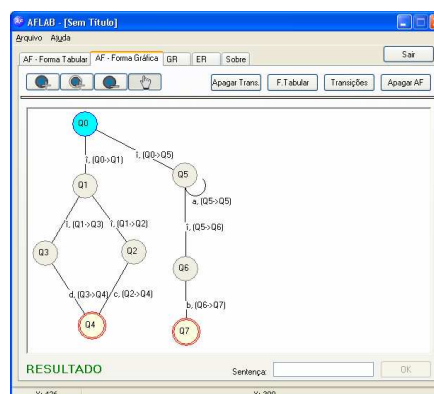 AFLAB - [Sem Título]
Arquivo Ajuda
Sair
AF - Forma Tabular AF - Forma Gráfica GR ER Sobre
Apagar Trans. F.Tabular Transições Apagar AF
Q0
î, (Q0->Q1) î, (Q0->Q5)
Q1 Q5
a, (Q5->Q5)
î, (Q1->Q3) î, (Q1->Q2) î, (Q5->Q6)
Q3 Q2 Q6
d, (Q3->Q4) c, (Q2->Q4) b, (Q6->Q7)
Q4 Q7
RESULTADO Sentença: OK